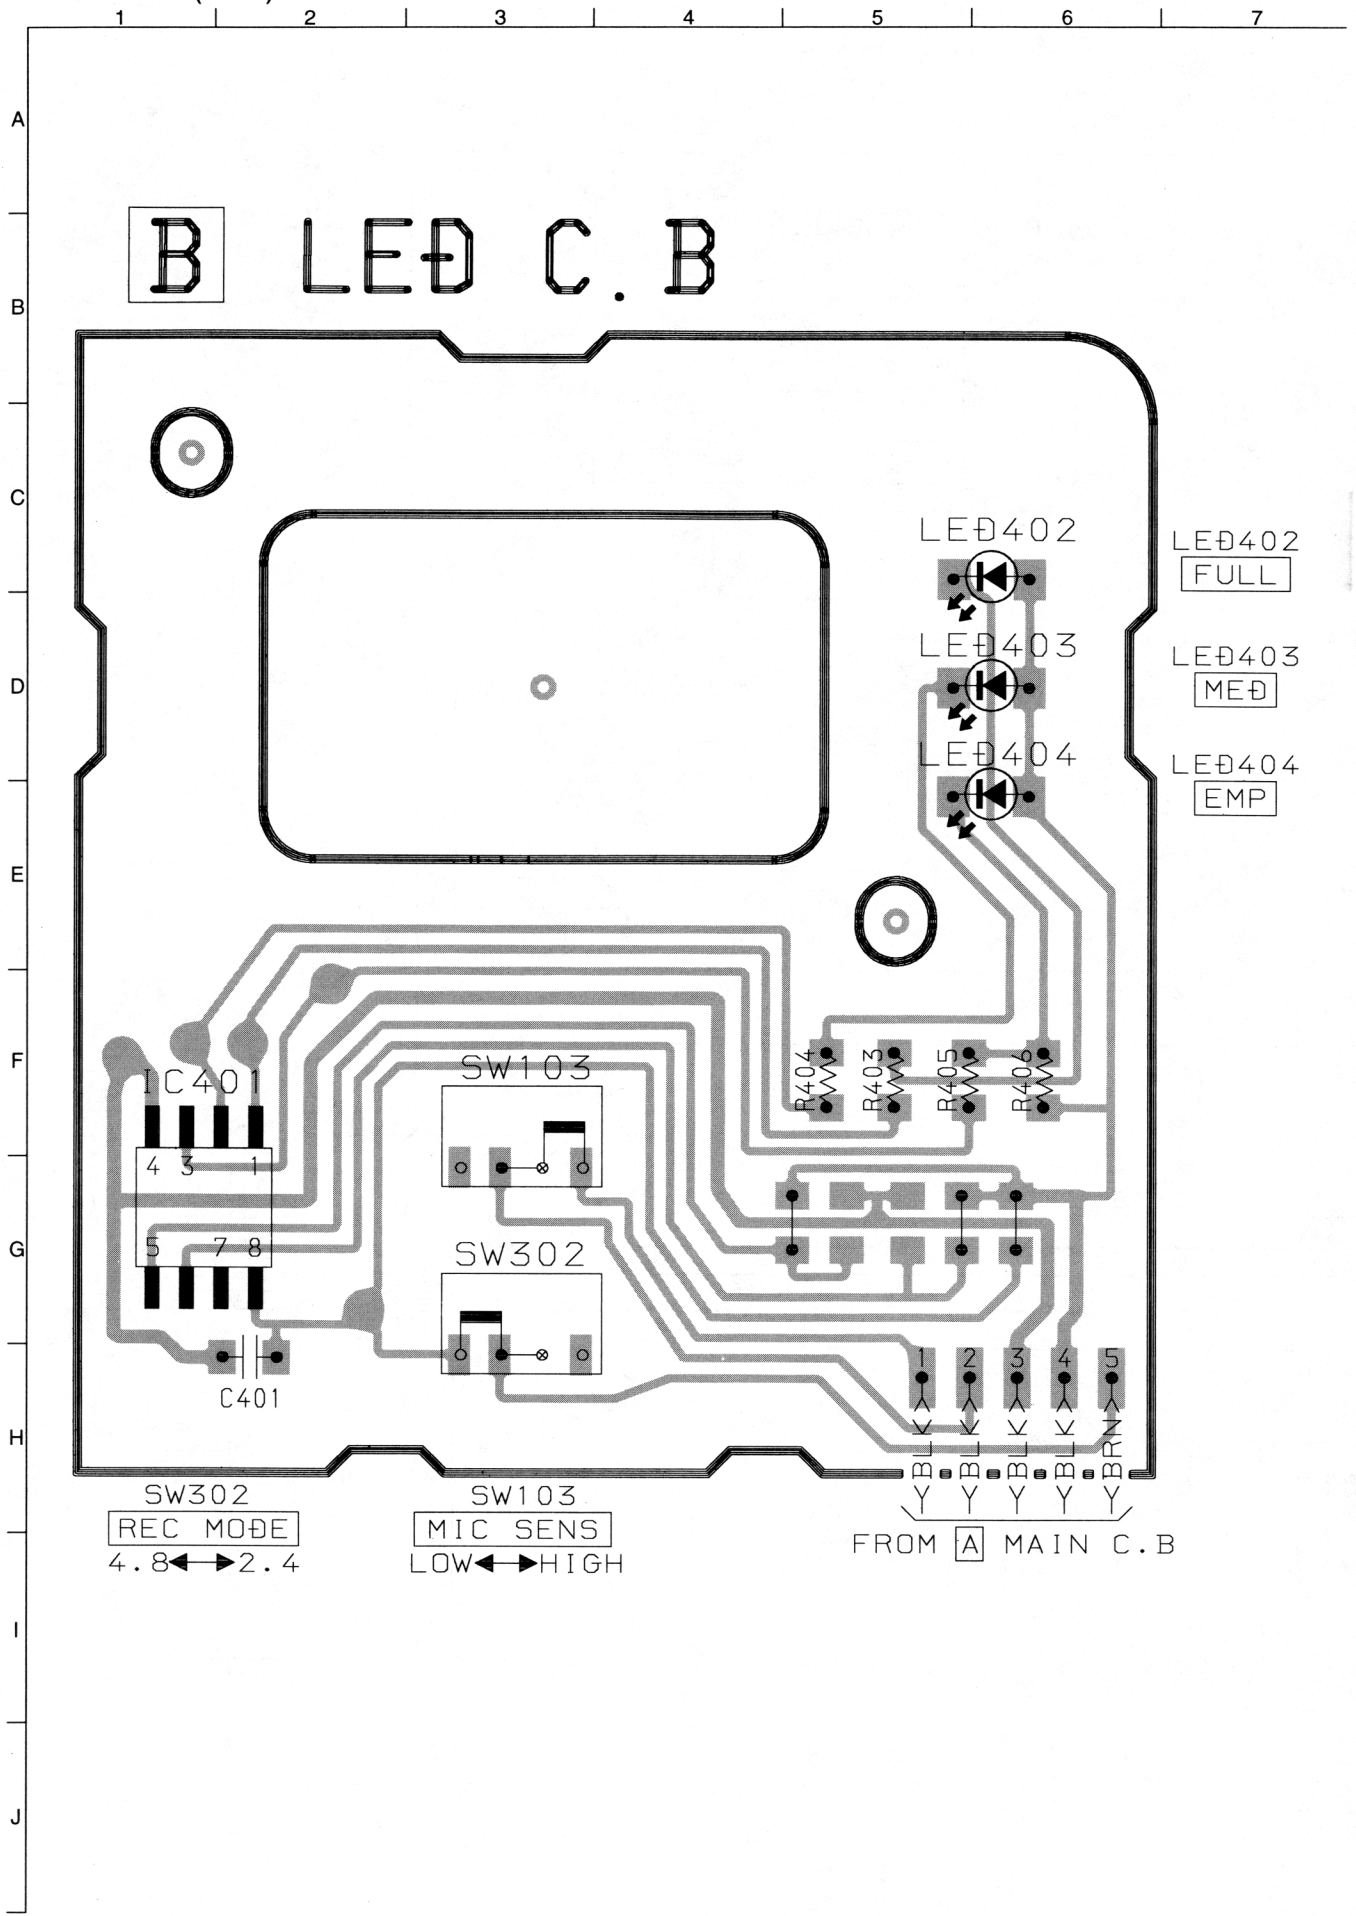 1 2 3 4 5 6 7
A
B LED C.B
B
C
LED402
LED402
FULL
LED403
LED403
D
MED
LED404
LED404
EMP
E
F
IC401
SW103
R404
R403
R405
R406
4 3 1
5 7 8
G
SW302
C401
1 2 3 4 5
BLK BLK BLK BLK BRN
H
SW302
SW103
REC MODE
MIC SENS
4.8 2.4
LOW HIGH
FROM A MAIN C.B
I
J